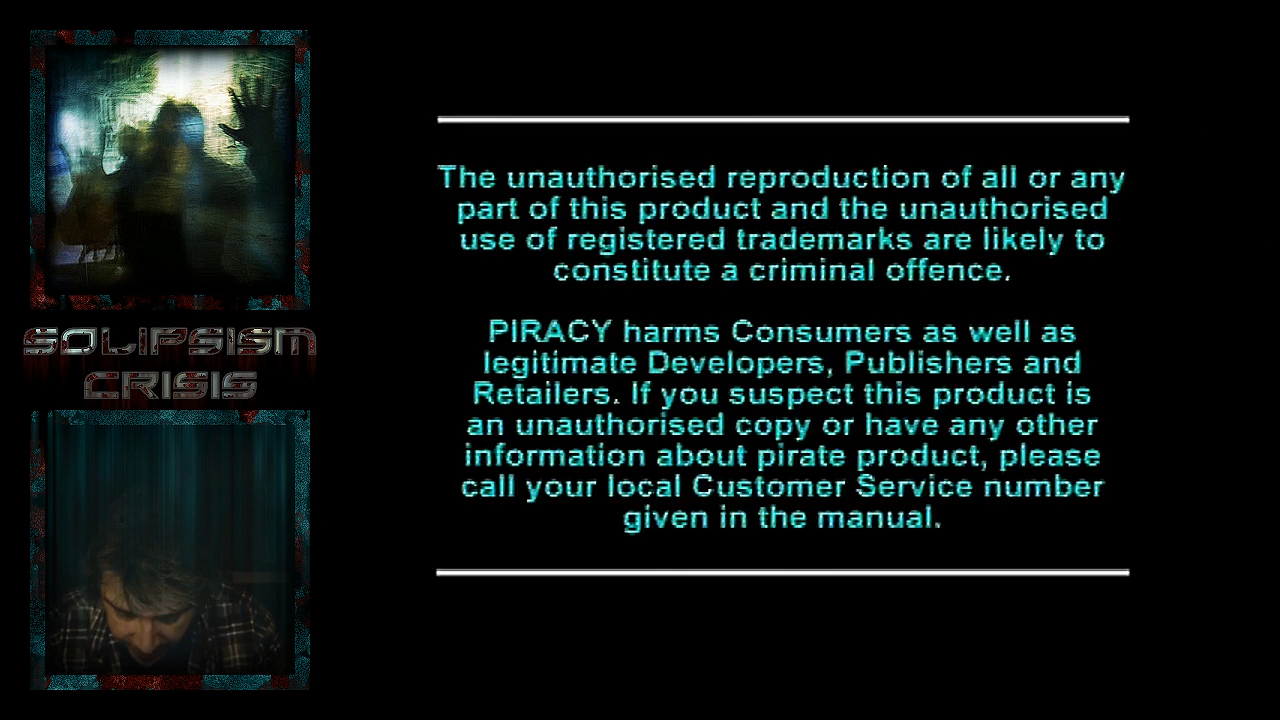 SOLIPSISM
CRISIS
The unauthorised reproduction of all or any
part of this product and the unauthorised
use of registered trademarks are likely to
constitute a criminal offence.
PIRACY harms Consumers as well as
legitimate Developers, Publishers and
Retailers. If you suspect this product is
an unauthorised copy or have any other
information about pirate product, please
call your local Customer Service number
given in the manual.